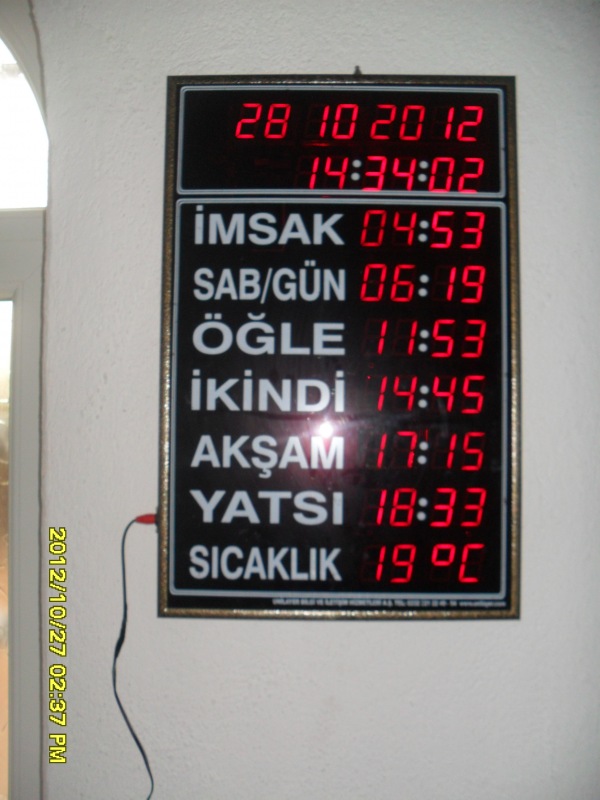 28 10 2012
14:34:02
İMSAK 04:53
SAB/GÜN 06:19
ÖĞLE 11:53
İKİNDİ 14:45
AKŞAM 17:15
YATSI 18:33
SICAKLIK 19 ºC
2012/10/27 02:37 PM